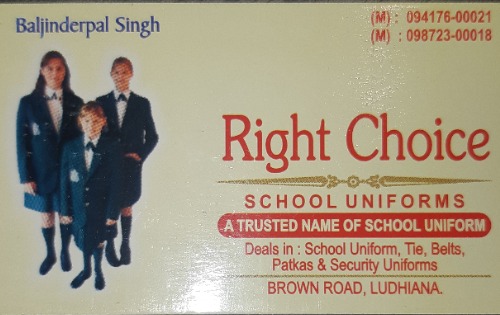 Baljinderpal Singh
(M) : 094176-00021
(M) : 098723-00018
Right Choice
SCHOOL UNIFORMS
A TRUSTED NAME OF SCHOOL UNIFORM
Deals in : School Uniform, Tie, Belts,
Patkas & Security Uniforms
BROWN ROAD, LUDHIANA.